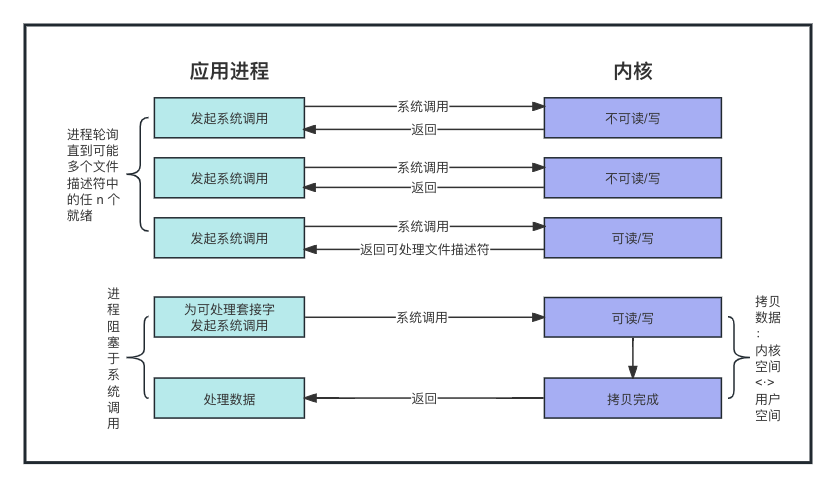 应用进程
内核
进程轮询
直到可能
多个文件
描述符中
的任 n 个
就绪
发起系统调用
系统调用
返回
不可读/写
发起系统调用
系统调用
返回
不可读/写
发起系统调用
系统调用
返回可处理文件描述符
可读/写
进
程
阻
塞
于
系
统
调
用
为可处理套接字
发起系统调用
系统调用
可读/写
处理数据
返回
拷贝完成
拷贝
数据
:
内核
空间
<·>
用户
空间